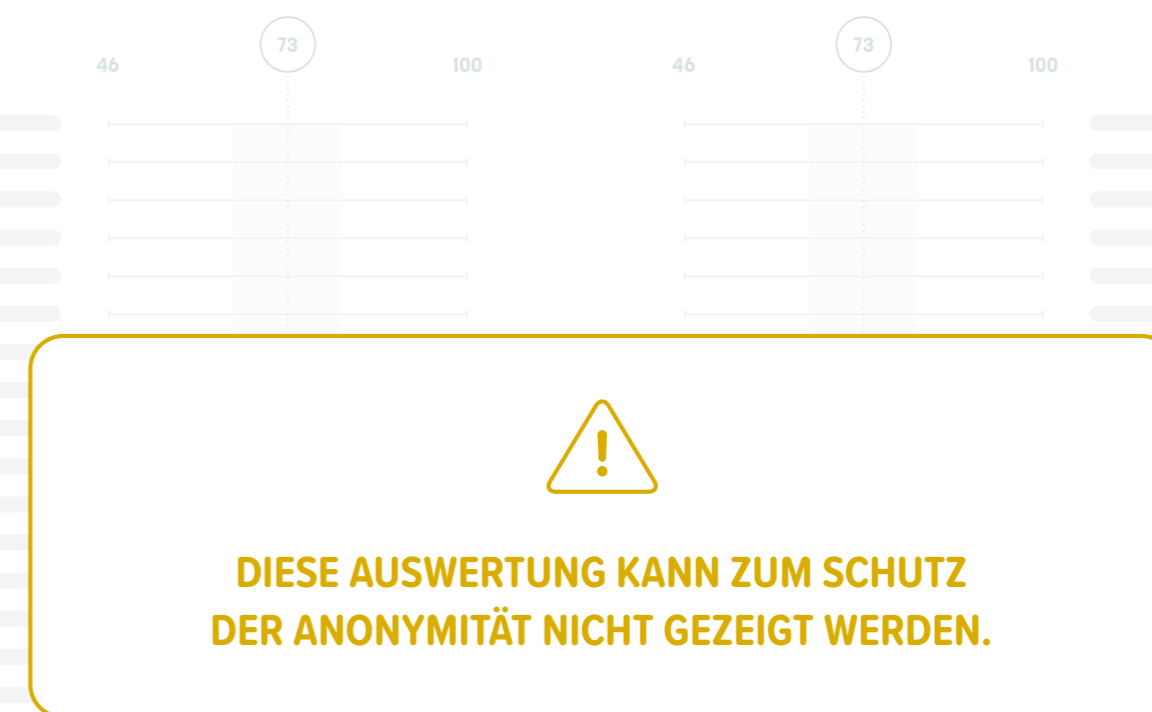 73 73
46 100 46 100
!
DIESE AUSWERTUNG KANN ZUM SCHUTZ
DER ANONYMITÄT NICHT GEZEIGT WERDEN.